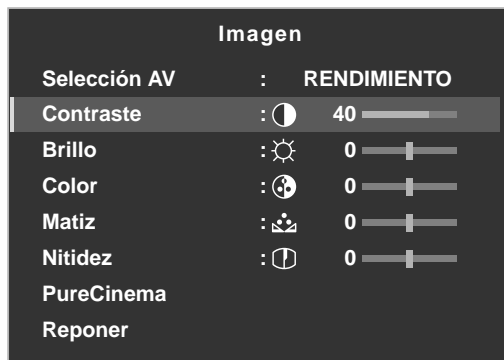 Imagen
Selección AV : RENDIMIENTO
Contraste : 40
Brillo : 0
Color : 0
Matiz : 0
Nitidez : 0
PureCinema
Reponer